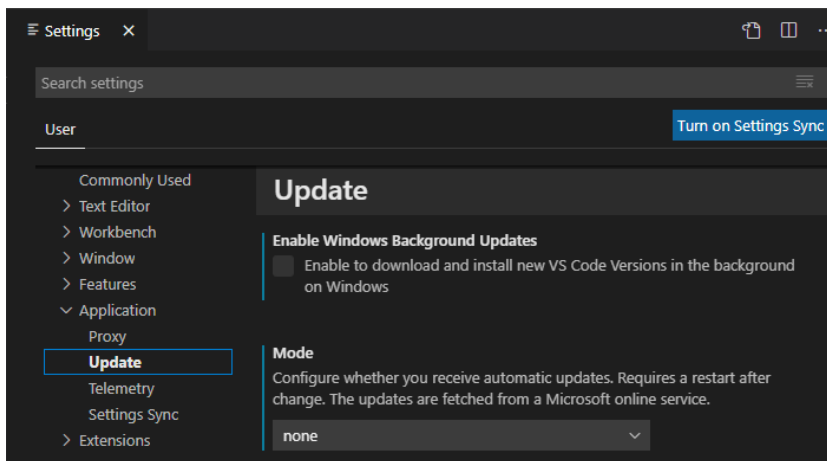 Settings
Search settings
User
Turn on Settings Sync
Commonly Used
Text Editor
Workbench
Window
Features
Application
Proxy
Update
Telemetry
Settings Sync
Extensions
Update
Enable Windows Background Updates
Enable to download and install new VS Code Versions in the background
on Windows
Mode
Configure whether you receive automatic updates. Requires a restart after
change. The updates are fetched from a Microsoft online service.
none